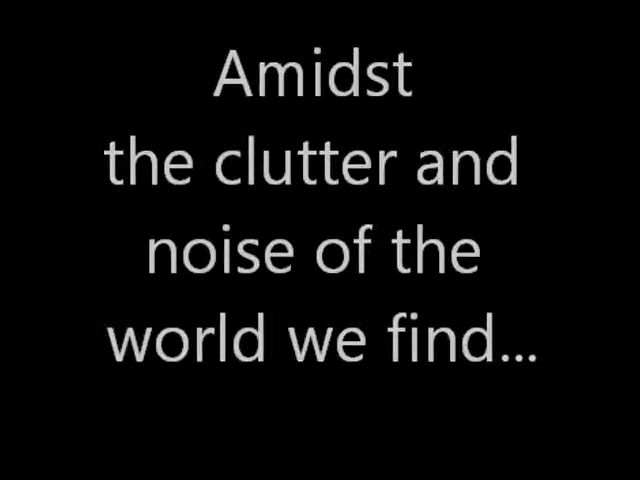 Amidst
the clutter and
noise of the
world we find...